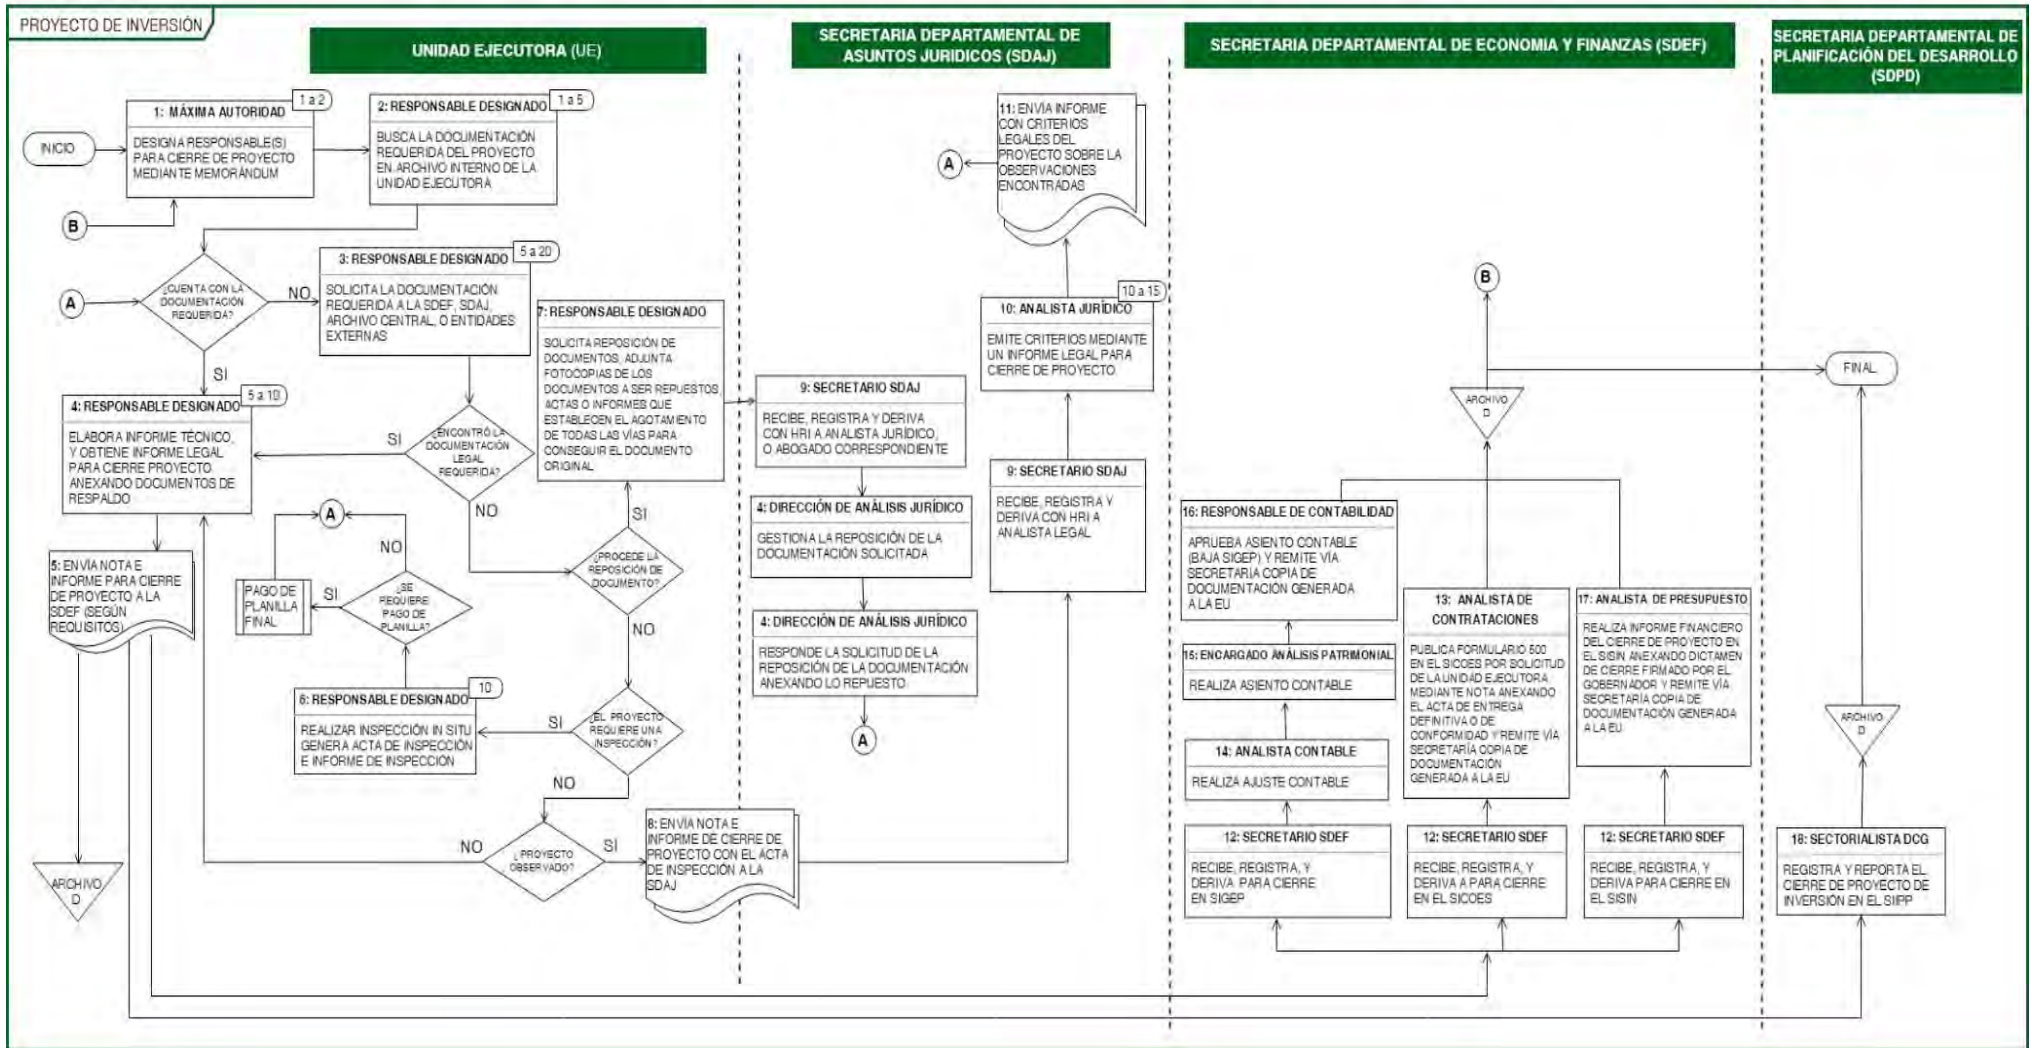 PROYECTO DE INVERSIÓN
UNIDAD EJECUTORA (UE)
SECRETARIA DEPARTAMENTAL DE
ASUNTOS JURIDICOS (SDAJ)
SECRETARIA DEPARTAMENTAL DE ECONOMIA Y FINANZAS (SDEF)
SECRETARIA DEPARTAMENTAL DE
PLANIFICACIÓN DEL DESARROLLO
(SDPD)
INICIO
1 a 2
1: MÁXIMA AUTORIDAD
DESIGNA RESPONSABLE(S)
PARA CIERRE DE PROYECTO
MEDIANTE MEMORÁNDUM
1 a 5
2: RESPONSABLE DESIGNADO
BUSCA LA DOCUMENTACIÓN
REQUERIDA DEL PROYECTO
EN ARCHIVO INTERNO DE LA
UNIDAD EJECUTORA
B
A
¿CUENTA CON LA
DOCUMENTACIÓN
REQUERIDA?
NO
SI
5 a 20
3: RESPONSABLE DESIGNADO
SOLICITA LA DOCUMENTACIÓN
REQUERIDA A LA SDEF, SDAJ,
ARCHIVO CENTRAL, O ENTIDADES
EXTERNAS
5 a 10
4: RESPONSABLE DESIGNADO
ELABORA INFORME TÉCNICO,
Y OBTIENE INFORME LEGAL
PARA CIERRE PROYECTO
ANEXANDO DOCUMENTOS DE
RESPALDO
SI
¿ENCONTRÓ LA
DOCUMENTACIÓN
LEGAL
REQUERIDA?
NO
7: RESPONSABLE DESIGNADO
SOLICITA REPOSICIÓN DE
DOCUMENTOS, ADJUNTA
FOTOCOPIAS DE LOS
DOCUMENTOS A SER REPUESTOS,
ACTAS O INFORMES QUE
ESTABLECEN EL AGOTAMIENTO
DE TODAS LAS VÍAS PARA
CONSEGUIR EL DOCUMENTO
ORIGINAL
SI
¿PROCEDE LA
REPOSICIÓN DE
DOCUMENTO?
NO
5: ENVÍA NOTA E
INFORME PARA CIERRE
DE PROYECTO A LA
SDEF (SEGÚN
REQUISITOS)
A
NO
PAGO DE
PLANILLA
FINAL
SI
¿SE
REQUIERE
PAGO DE
PLANILLA?
10
6: RESPONSABLE DESIGNADO
REALIZAR INSPECCIÓN IN SITU
GENERA ACTA DE INSPECCIÓN
E INFORME DE INSPECCIÓN
SI
¿EL PROYECTO
REQUIERE UNA
INSPECCIÓN?
NO
NO
¿PROYECTO
OBSERVADO?
SI
8: ENVÍA NOTA E
INFORME DE CIERRE DE
PROYECTO CON EL ACTA
DE INSPECCIÓN A LA
SDAJ
ARCHIVO
D
11: ENVÍA INFORME
CON CRITERIOS
LEGALES DEL
PROYECTO SOBRE LA
OBSERVACIONES
ENCONTRADAS
A
10 a 15
10: ANALISTA JURÍDICO
EMITE CRITERIOS MEDIANTE
UN INFORME LEGAL PARA
CIERRE DE PROYECTO
9: SECRETARIO SDAJ
RECIBE, REGISTRA Y DERIVA
CON HRI A ANALISTA JURÍDICO,
O ABOGADO CORRESPONDIENTE
9: SECRETARIO SDAJ
RECIBE, REGISTRA Y
DERIVA CON HRI A
ANALISTA LEGAL
4: DIRECCIÓN DE ANÁLISIS JURÍDICO
GESTIONA LA REPOSICIÓN DE LA
DOCUMENTACIÓN SOLICITADA
4: DIRECCIÓN DE ANÁLISIS JURÍDICO
RESPONDE LA SOLICITUD DE LA
REPOSICIÓN DE LA DOCUMENTACIÓN
ANEXANDO LO REPUESTO
A
B
ARCHIVO
D
16: RESPONSABLE DE CONTABILIDAD
APRUEBA ASIENTO CONTABLE
(BAJA SIGEP) Y REMITE VÍA
SECRETARÍA COPIA DE
DOCUMENTACIÓN GENERADA
A LA EU
15: ENCARGADO ANÁLISIS PATRIMONIAL
REALIZA ASIENTO CONTABLE
14: ANALISTA CONTABLE
REALIZA AJUSTE CONTABLE
12: SECRETARIO SDEF
RECIBE, REGISTRA, Y
DERIVA PARA CIERRE
EN SIGEP
13: ANALISTA DE
CONTRATACIONES
PUBLICA FORMULARIO 500
EN EL SICOES POR SOLICITUD
DE LA UNIDAD EJECUTORA
MEDIANTE NOTA ANEXANDO
EL ACTA DE ENTREGA
DEFINITIVA O DE
CONFORMIDAD Y REMITE VÍA
SECRETARÍA COPIA DE
DOCUMENTACIÓN
GENERADA A LA EU
12: SECRETARIO SDEF
RECIBE, REGISTRA, Y
DERIVA A PARA CIERRE
EN EL SICOES
17: ANALISTA DE PRESUPUESTO
REALIZA INFORME FINANCIERO
DEL CIERRE DE PROYECTO EN
EL SISIN ANEXANDO DICTAMEN
DE CIERRE FIRMADO POR EL
GOBERNADOR Y REMITE VÍA
SECRETARÍA COPIA DE
DOCUMENTACIÓN GENERADA
A LA EU
12: SECRETARIO SDEF
RECIBE, REGISTRA, Y
DERIVA PARA CIERRE EN
EL SISIN
FINAL
ARCHIVO
D
18: SECTORIALISTA DCG
REGISTRA Y REPORTA EL
CIERRE DE PROYECTO DE
INVERSIÓN EN EL SIIPP